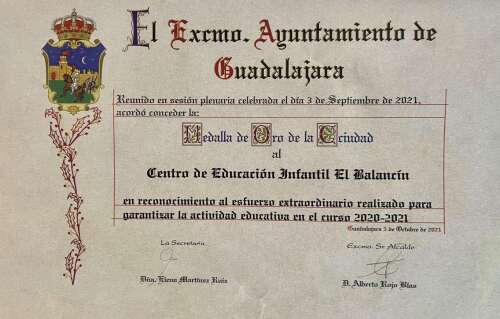 El Excmo. Ayuntamiento de
Guadalajara
Reunido en sesión plenaria celebrada el día 3 de Septiembre de 2021,
acordó conceder la:
Medalla de Oro de la Cciudad
al
Centro de Educación Infantil El Balancín
en reconocimiento al esfuerzo extraordinario realizado para
garantizar la actividad educativa en el curso 2020-2021
Guadalajara 5 de Octubre de 2021
La Secretaria
Excmo. Sr Alcalde
Dña. Elena Martínez Ruiz
D. Alberto Rojo Blas